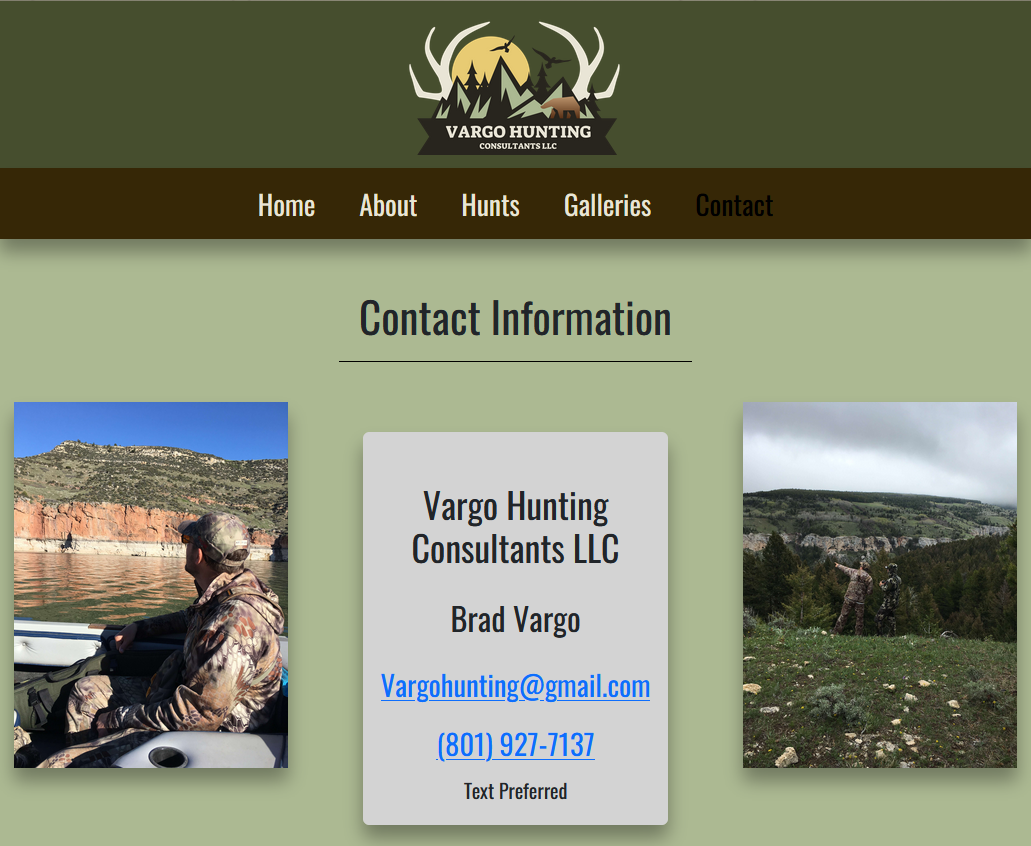 VARGO HUNTING
CONSULTANTS LLC
Home About Hunts Galleries Contact
Contact Information
Vargo Hunting
Consultants LLC
Brad Vargo
Vargohunting@gmail.com
(801) 927-7137
Text Preferred